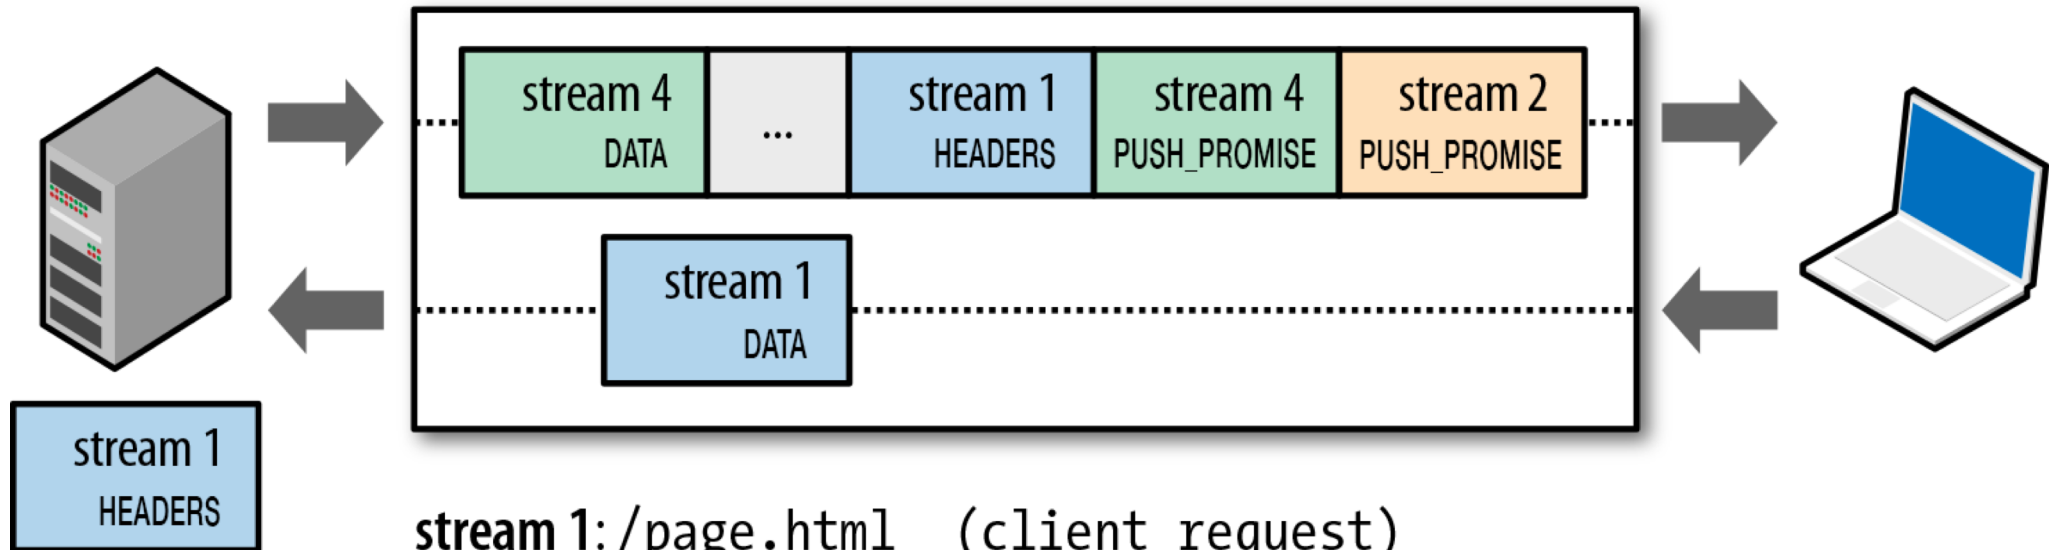 stream 4
DATA
...
stream 1
HEADERS
stream 4
PUSH_PROMISE
stream 2
PUSH_PROMISE
stream 1
DATA
stream 1
HEADERS
stream 1: /page.html (client request)